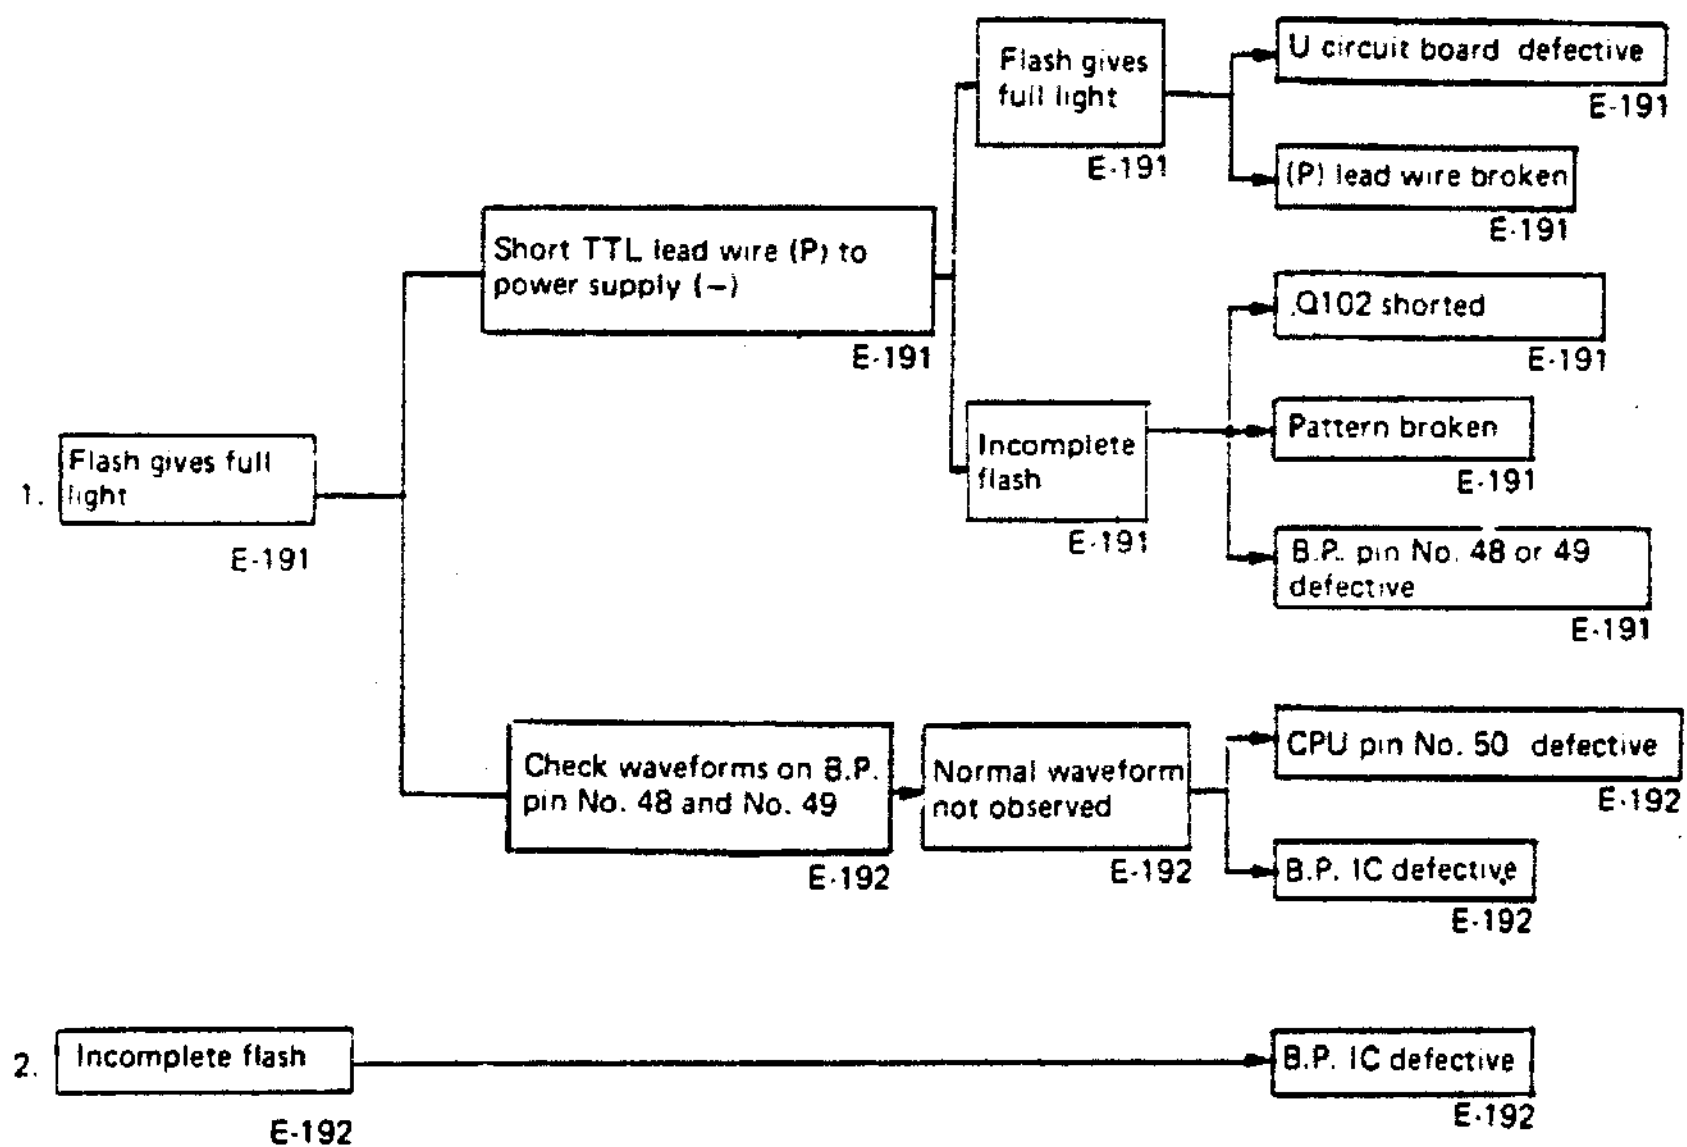 Flash gives
full light
E-191
U circuit board defective
E-191
(P) lead wire broken
E-191
Short TTL lead wire (P) to
power supply (−)
E-191
Q102 shorted
E-191
Incomplete
flash
E-191
Pattern broken
E-191
B.P. pin No. 48 or 49
defective
E-191
1.
Flash gives full
light
E-191
Check waveforms on B.P.
pin No. 48 and No. 49
E-192
Normal waveform
not observed
E-192
CPU pin No. 50 defective
E-192
B.P. IC defective
E-192
2.
Incomplete flash
E-192
B.P. IC defective
E-192